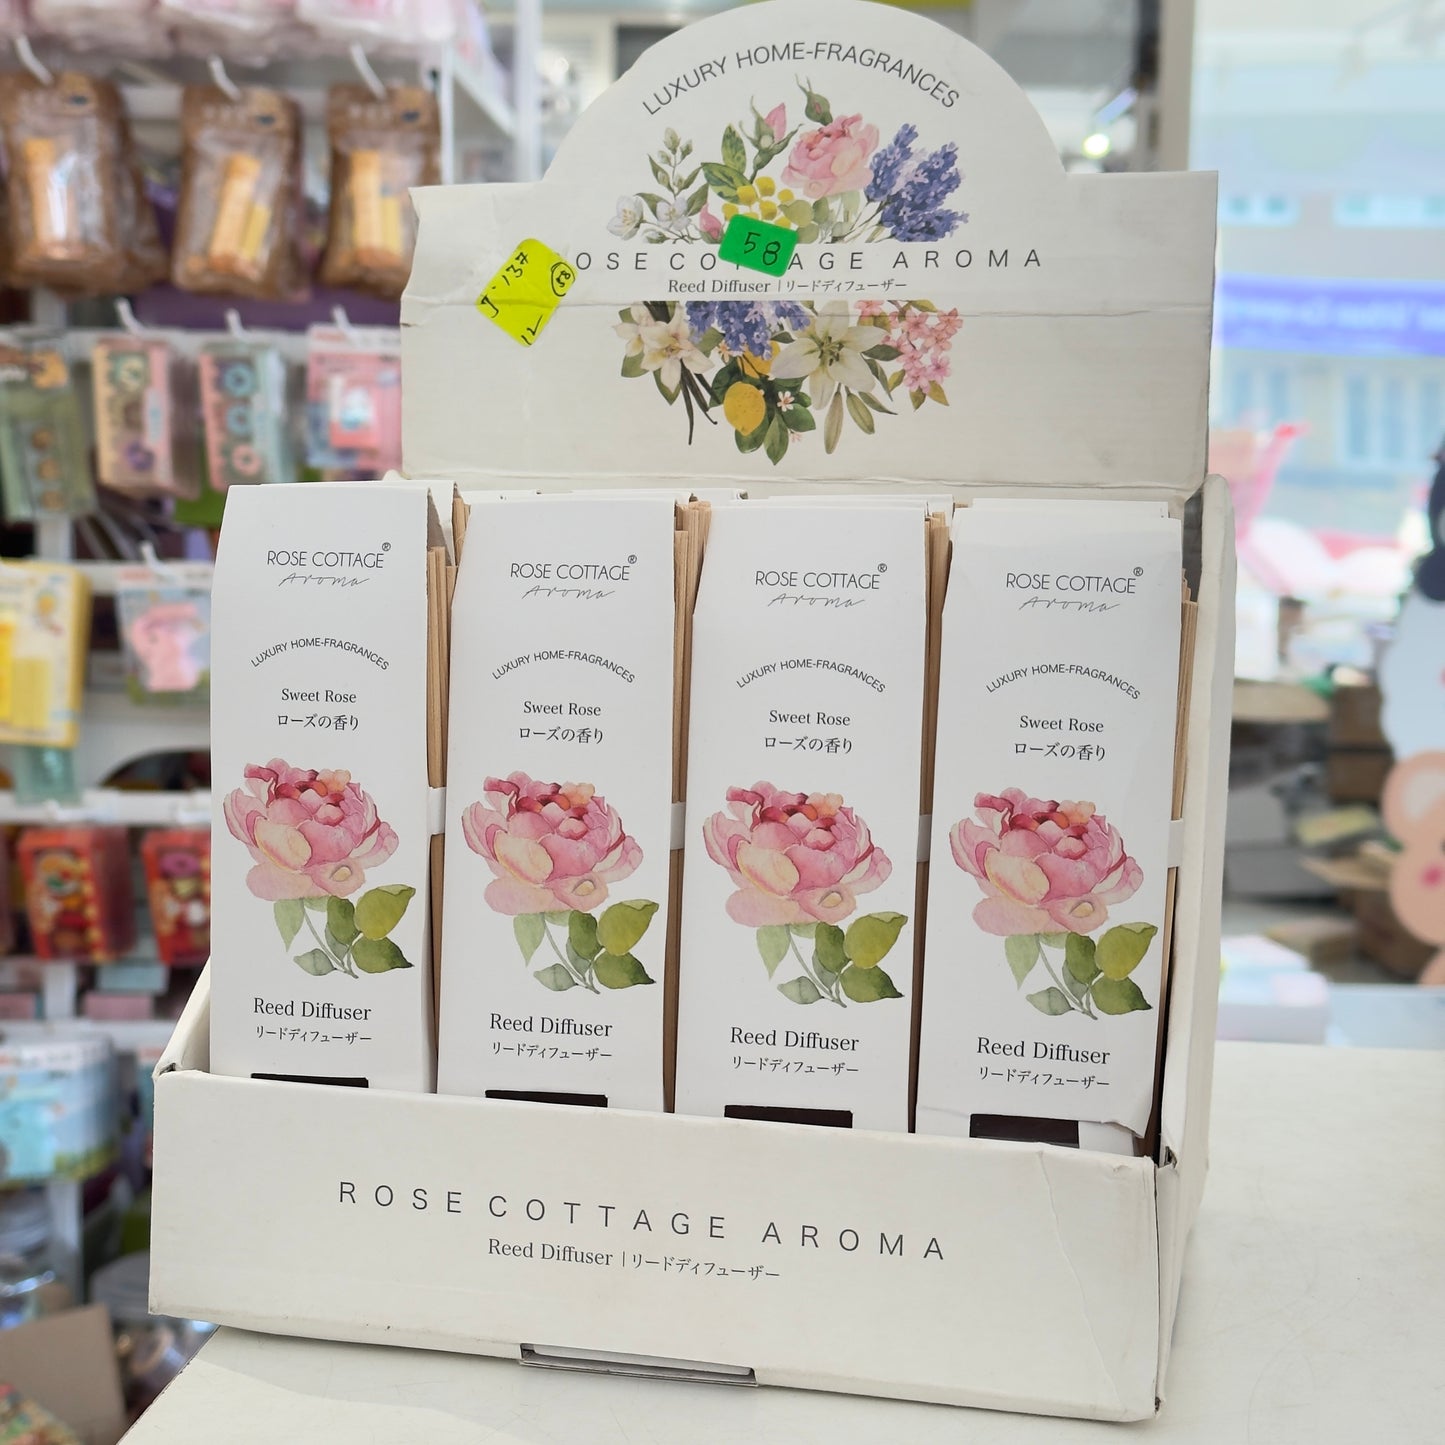 LUXURY HOME-FRAGRANCES
58
J·137
OSE CO AGE AROMA
Reed Diffuser | リードディフューザー
ROSE COTTAGE®
Aroma
LUXURY HOME-FRAGRANCES
Sweet Rose
ローズの香り
Reed Diffuser
リードディフューザー
ROSE COTTAGE®
Aroma
LUXURY HOME-FRAGRANCES
Sweet Rose
ローズの香り
Reed Diffuser
リードディフューザー
ROSE COTTAGE®
Aroma
LUXURY HOME-FRAGRANCES
Sweet Rose
ローズの香り
Reed Diffuser
リードディフューザー
ROSE COTTAGE®
Aroma
LUXURY HOME-FRAGRANCES
Sweet Rose
ローズの香り
Reed Diffuser
リードディフューザー
ROSE COTTAGE AROMA
Reed Diffuser | リードディフューザー